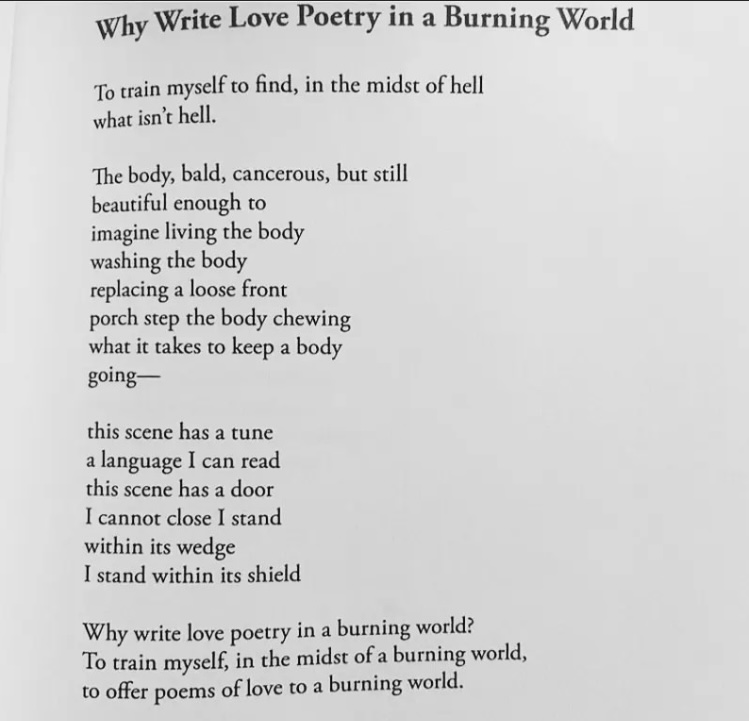 Why Write Love Poetry in a Burning World
To train myself to find, in the midst of hell
what isn't hell.
The body, bald, cancerous, but still
beautiful enough to
imagine living the body
washing the body
replacing a loose front
porch step the body chewing
what it takes to keep a body
going—
this scene has a tune
a language I can read
this scene has a door
I cannot close I stand
within its wedge
I stand within its shield
Why write love poetry in a burning world?
To train myself, in the midst of a burning world,
to offer poems of love to a burning world.